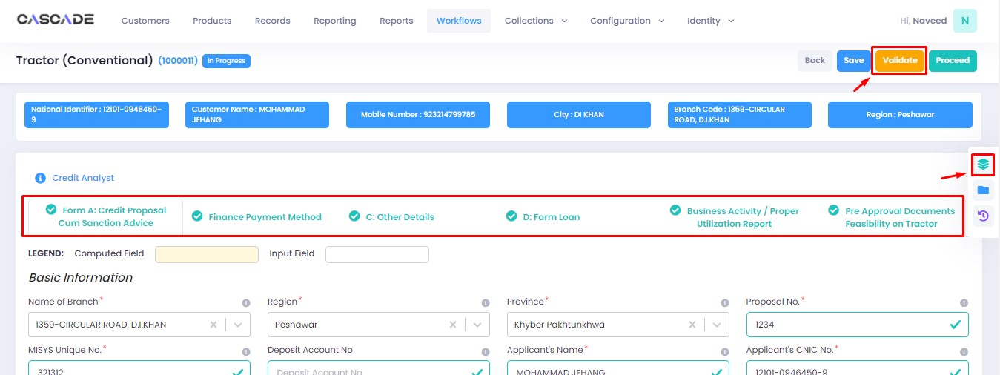 CASCADE Customers Products Records Reporting Reports Workflows Collections Configuration Identity Hi, Naveed N
Tractor (Conventional) (1000011) In Progress Back Save Validate Proceed
National Identifier : 12101-0946450-
9
Customer Name : MOHAMMAD
JEHANG
Mobile Number : 923214799785
City : DI KHAN
Branch Code : 1359-CIRCULAR
ROAD, D.I.KHAN
Region : Peshawar
Credit Analyst
Form A: Credit Proposal
Cum Sanction Advice
Finance Payment Method
C: Other Details
D: Farm Loan
Business Activity / Proper
Utilization Report
Pre Approval Documents
Feasibility on Tractor
LEGEND: Computed Field Input Field
Basic Information
Name of Branch* Region* Province* Proposal No.*
1359-CIRCULAR ROAD, D.I.KHAN Peshawar Khyber Pakhtunkhwa 1234
MISYS Unique No.* Deposit Account No Applicant's Name* Applicant's CNIC No.*
321312 Deposit Account No MOHAMMAD JEHANG 12101-0946450-9